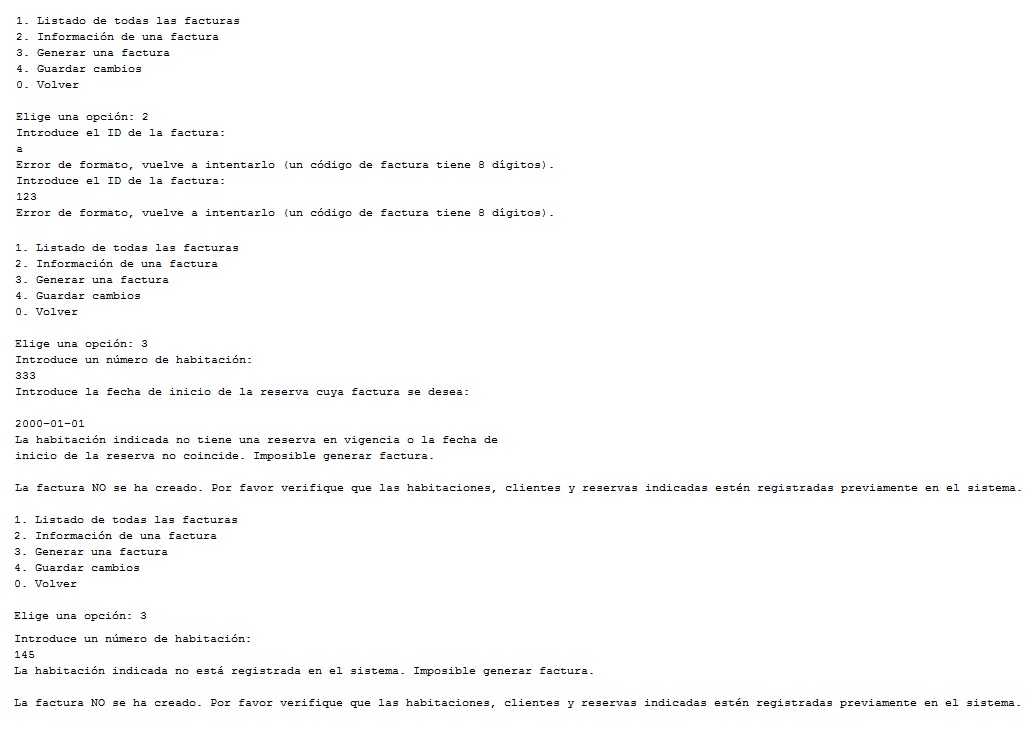 1. Listado de todas las facturas
2. Información de una factura
3. Generar una factura
4. Guardar cambios
0. Volver
Elige una opción: 2
Introduce el ID de la factura:
a
Error de formato, vuelve a intentarlo (un código de factura tiene 8 dígitos).
Introduce el ID de la factura:
123
Error de formato, vuelve a intentarlo (un código de factura tiene 8 dígitos).
1. Listado de todas las facturas
2. Información de una factura
3. Generar una factura
4. Guardar cambios
0. Volver
Elige una opción: 3
Introduce un número de habitación:
333
Introduce la fecha de inicio de la reserva cuya factura se desea:
2000-01-01
La habitación indicada no tiene una reserva en vigencia o la fecha de
inicio de la reserva no coincide. Imposible generar factura.
La factura NO se ha creado. Por favor verifique que las habitaciones, clientes y reservas indicadas estén registradas previamente en el sistema.
1. Listado de todas las facturas
2. Información de una factura
3. Generar una factura
4. Guardar cambios
0. Volver
Elige una opción: 3
Introduce un número de habitación:
145
La habitación indicada no está registrada en el sistema. Imposible generar factura.
La factura NO se ha creado. Por favor verifique que las habitaciones, clientes y reservas indicadas estén registradas previamente en el sistema.